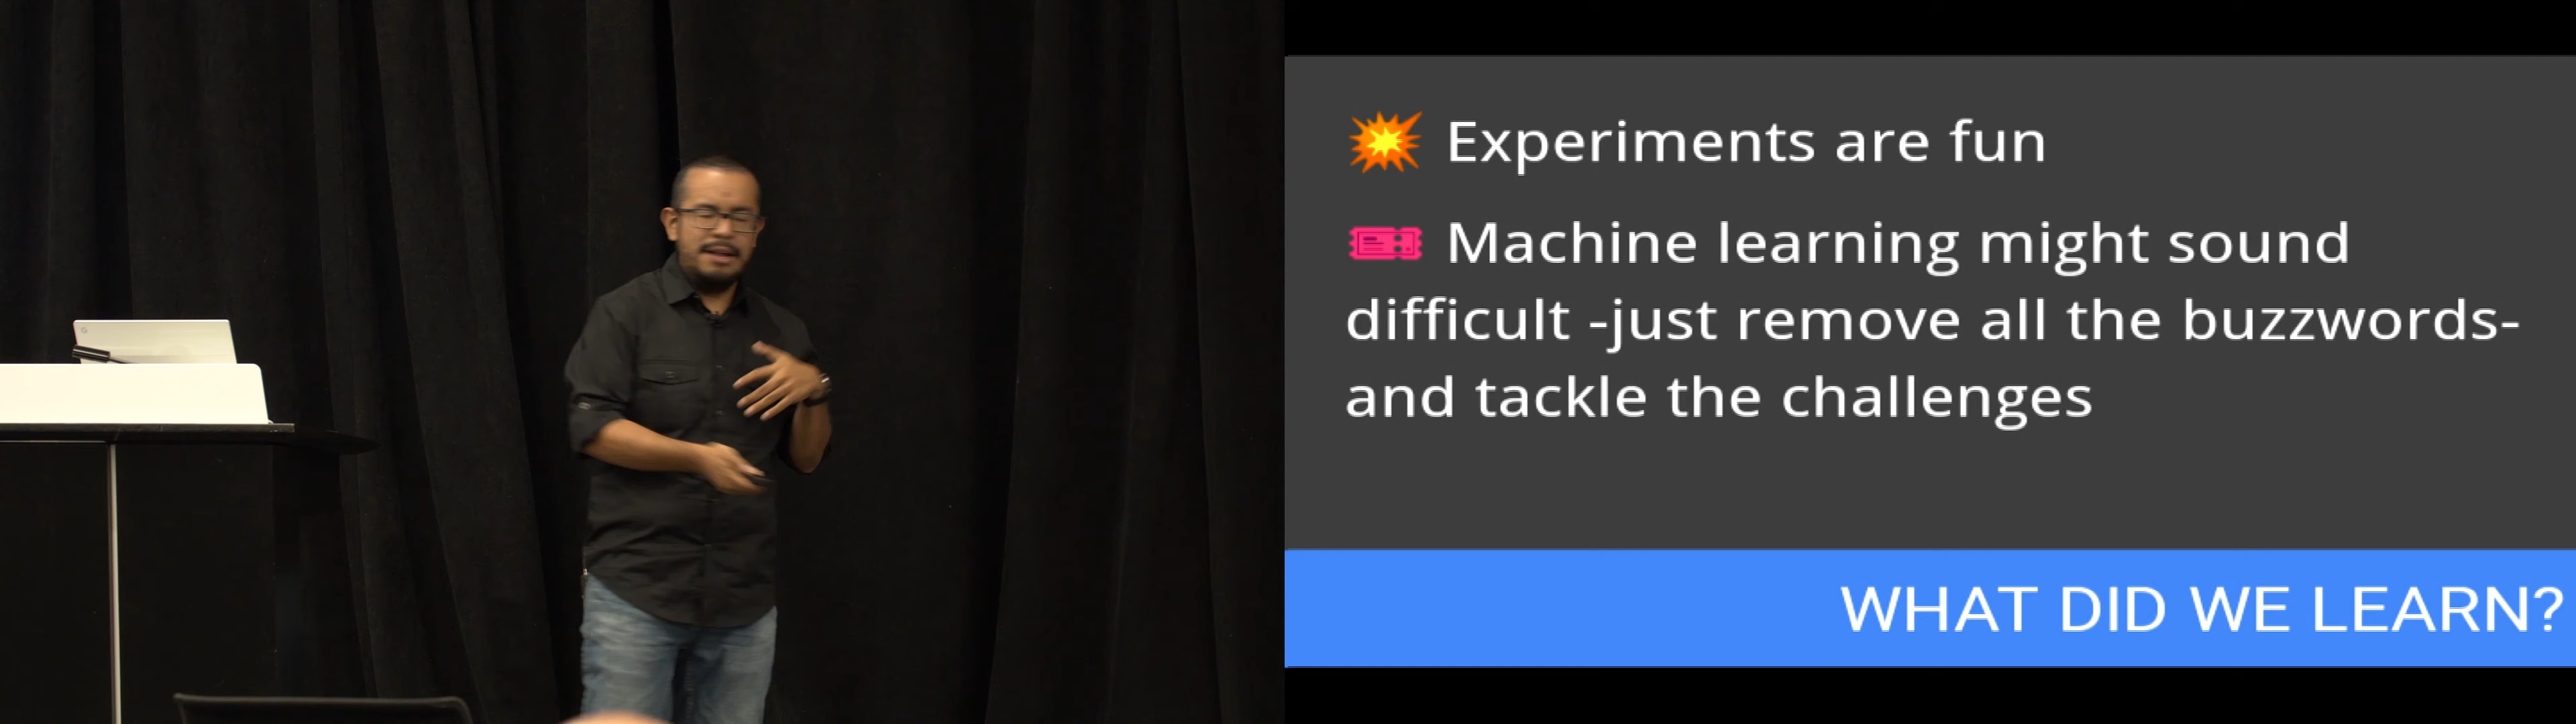 💥 Experiments are fun
🎫 Machine learning might sound
difficult -just remove all the buzzwords-
and tackle the challenges
WHAT DID WE LEARN?